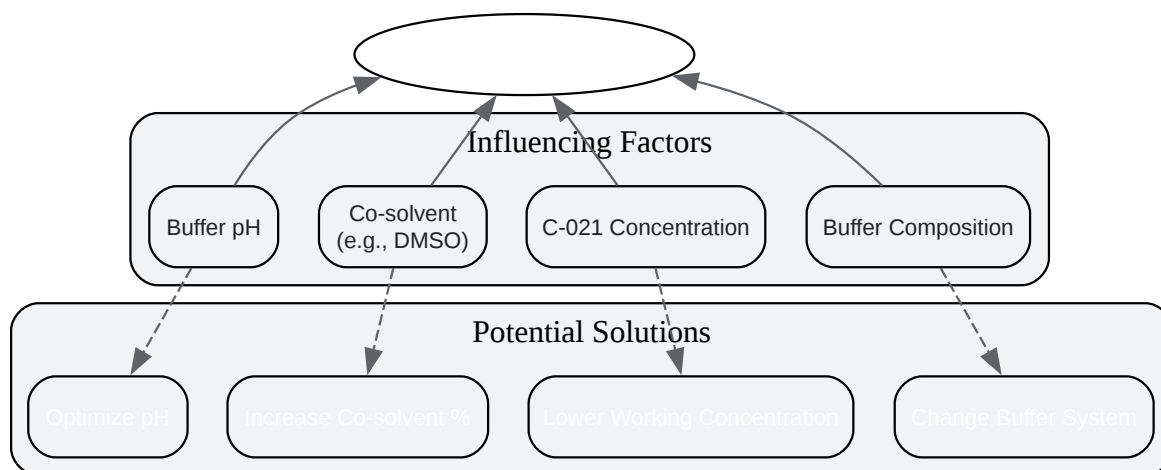 Influencing Factors
Buffer pH
Co-solvent
(e.g., DMSO)
C-021 Concentration
Buffer Composition
Potential Solutions
Optimize pH
Increase Co-solvent %
Lower Working Concentration
Change Buffer System